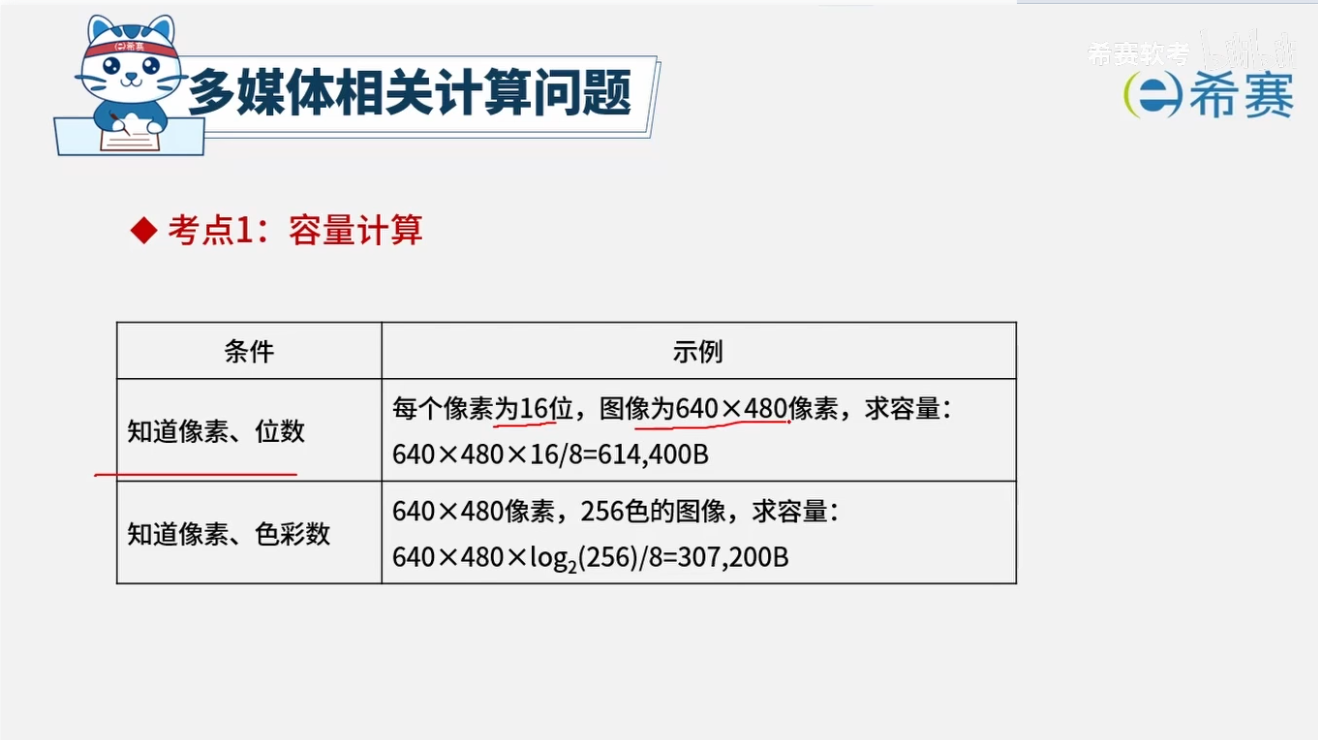 希赛软考
bilibili
希赛
希赛
多媒体相关计算问题
考点1：容量计算
条件
示例
知道像素、位数
每个像素为16位，图像为640×480像素，求容量：
640×480×16/8=614,400B
知道像素、色彩数
640×480像素，256色的图像，求容量：
640×480×log₂(256)/8=307,200B